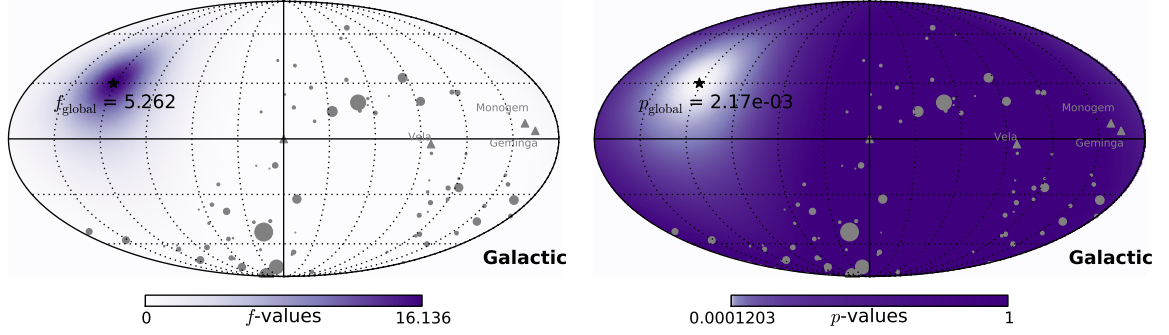 f_global = 5.262
Monogem
Vela
Geminga
Galactic
0
f-values
16.136
p_global = 2.17e-03
Monogem
Vela
Geminga
Galactic
0.0001203
p-values
1